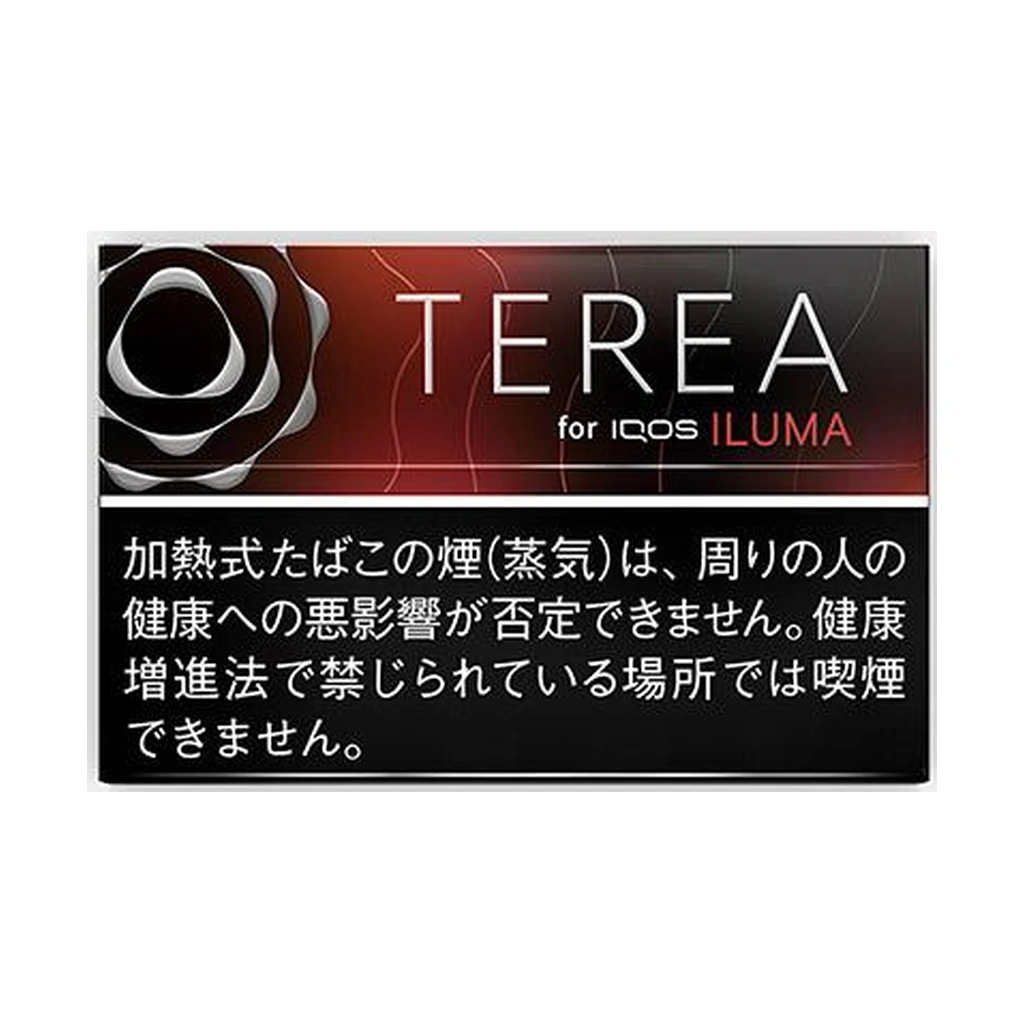 TEREA
for IQOS ILUMA
加熱式たばこの煙(蒸気)は、周りの人の
健康への悪影響が否定できません。健康
増進法で禁じられている場所では喫煙
できません。